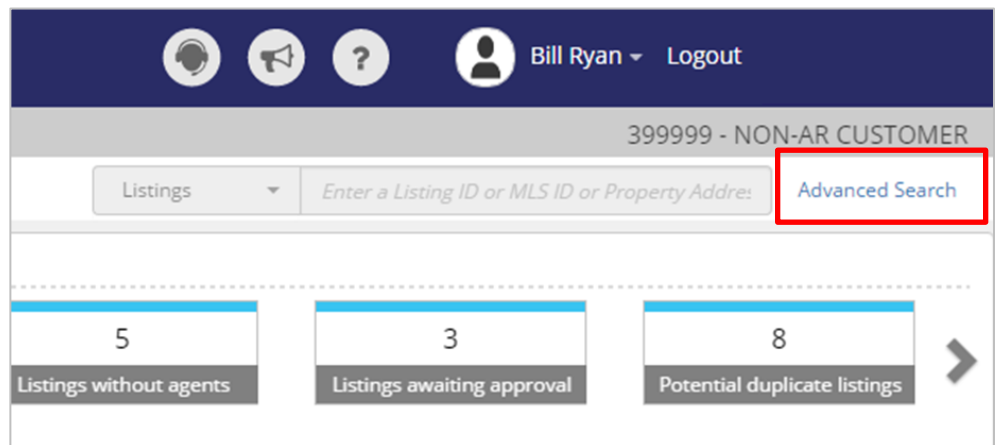 ?
Bill Ryan
Logout
399999 - NON-AR CUSTOMER
Listings
Enter a Listing ID or MLS ID or Property Addres
Advanced Search
5
Listings without agents
3
Listings awaiting approval
8
Potential duplicate listings